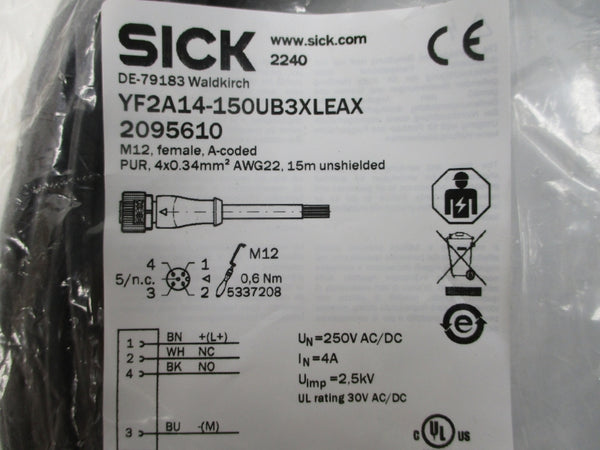 SICK www.sick.com
2240
DE-79183 Waldkirch
YF2A14-150UB3XLEAX
2095610
M12, female, A-coded
PUR, 4x0.34mm² AWG22, 15m unshielded
M12
4 1
5/n.c. 0,6 Nm
3 2 5337208
1 BN +(L+)
2 WH NC
4 BK NO
3 BU -(M)
UN=250V AC/DC
IN=4A
Uimp=2,5kV
UL rating 30V AC/DC
e
c UL US